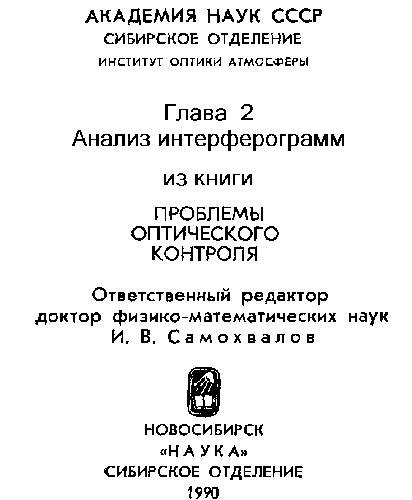 АКАДЕМИЯ НАУК СССР
СИБИРСКОЕ ОТДЕЛЕНИЕ
ИНСТИТУТ ОПТИКИ АТМОСФЕРЫ
Глава 2
Анализ интерферограмм
ИЗ КНИГИ
ПРОБЛЕМЫ
ОПТИЧЕСКОГО
КОНТРОЛЯ
Ответственный редактор
доктор физико-математических наук
И. В. Самохвалов
НОВОСИБИРСК
«НАУКА»
СИБИРСКОЕ ОТДЕЛЕНИЕ
1990